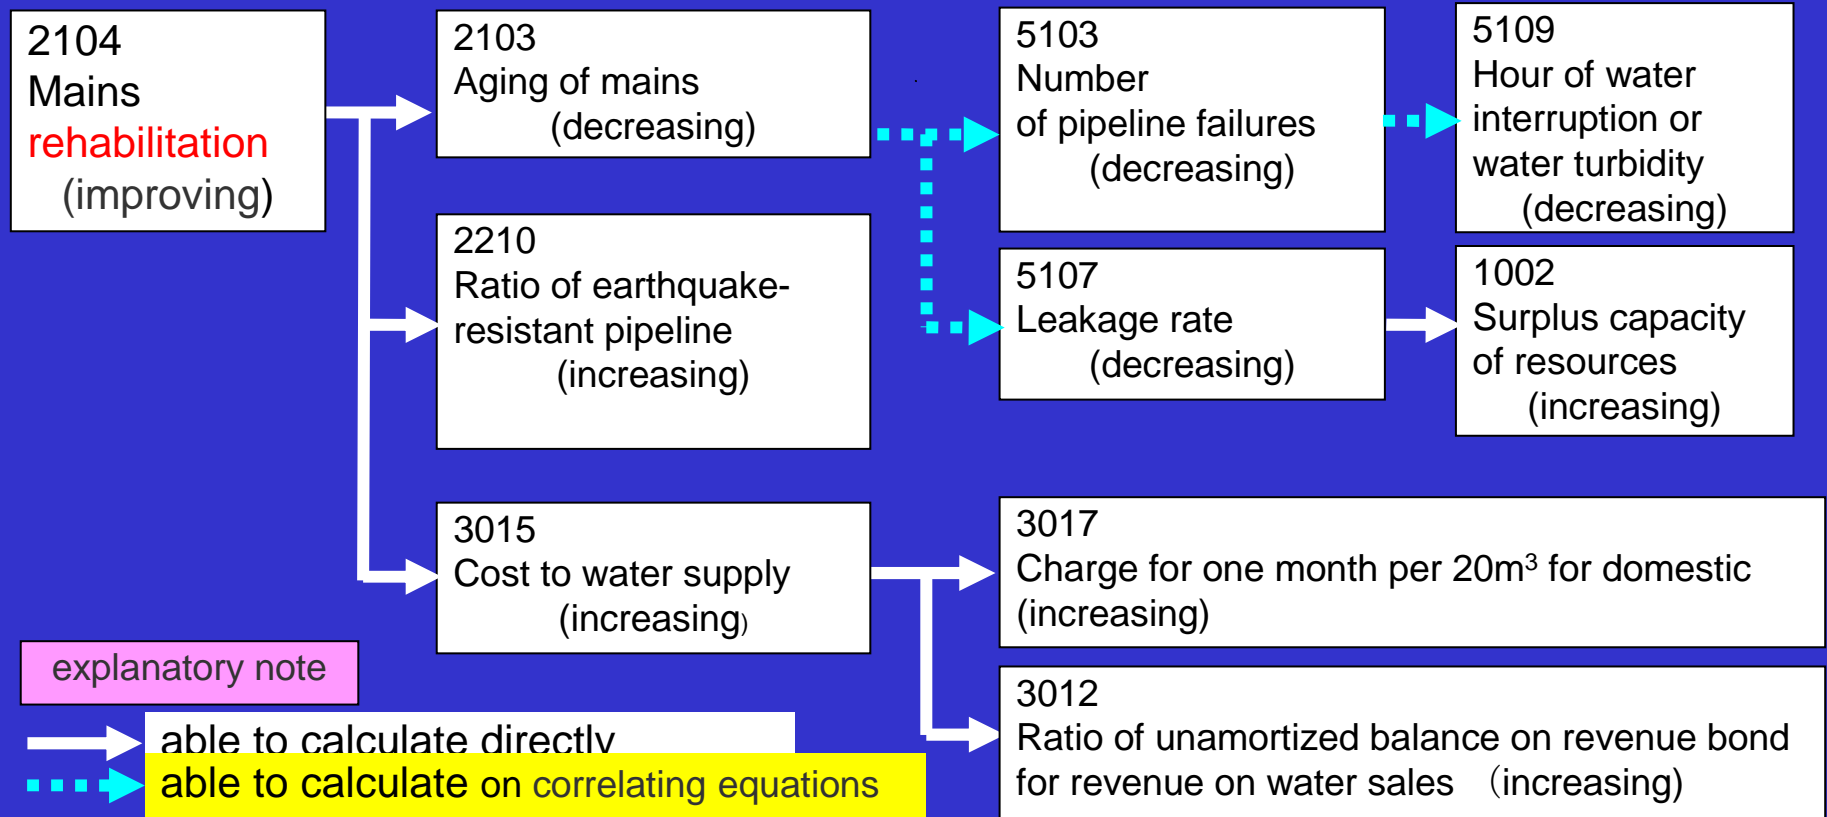 2104
Mains
rehabilitation
(improving)
2103
Aging of mains
(decreasing)
2210
Ratio of earthquake-
resistant pipeline
(increasing)
3015
Cost to water supply
(increasing)
5103
Number
of pipeline failures
(decreasing)
5107
Leakage rate
(decreasing)
5109
Hour of water
interruption or
water turbidity
(decreasing)
1002
Surplus capacity
of resources
(increasing)
3017
Charge for one month per 20m³ for domestic
(increasing)
3012
Ratio of unamortized balance on revenue bond
for revenue on water sales （increasing)
explanatory note
able to calculate directly
able to calculate on correlating equations